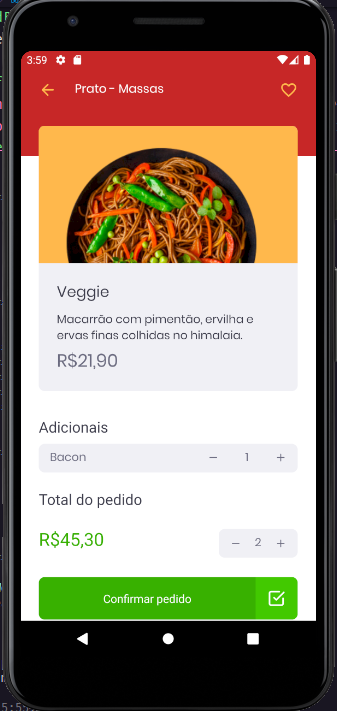 3:59
Prato - Massas
Veggie
Macarrão com pimentão, ervilha e
ervas finas colhidas no himalaia.
R$21,90
Adicionais
Bacon − 1 +
Total do pedido
R$45,30 − 2 +
Confirmar pedido